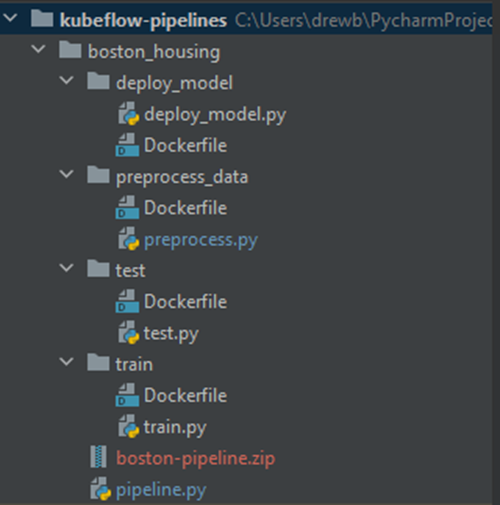 kubeflow-pipelines C:\Users\drewb\PycharmProjec
boston_housing
deploy_model
deploy_model.py
Dockerfile
preprocess_data
Dockerfile
preprocess.py
test
Dockerfile
test.py
train
Dockerfile
train.py
boston-pipeline.zip
pipeline.py